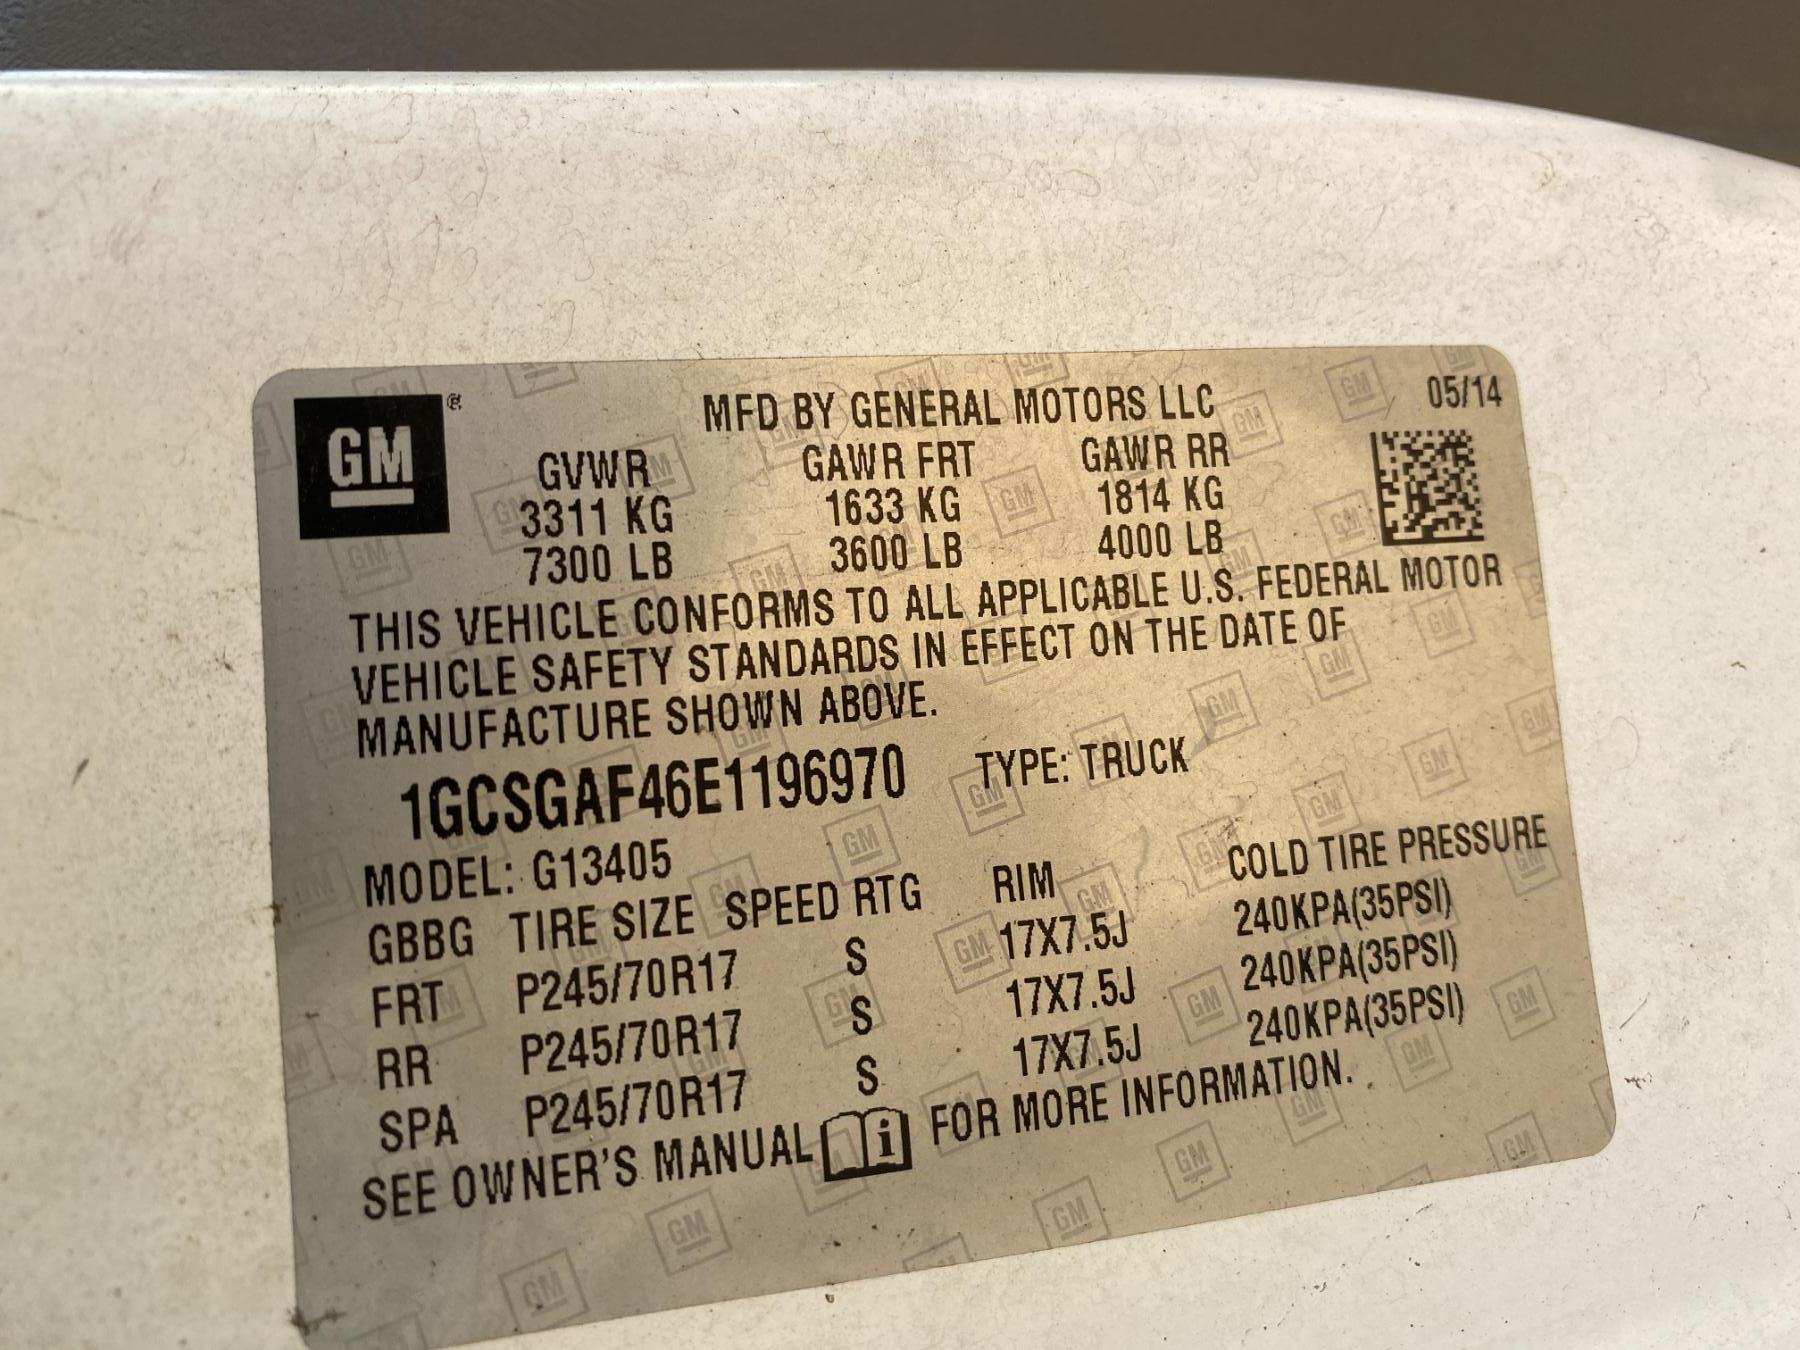 GM
MFD BY GENERAL MOTORS LLC 05/14
GVWR GAWR FRT GAWR RR
3311 KG 1633 KG 1814 KG
7300 LB 3600 LB 4000 LB
THIS VEHICLE CONFORMS TO ALL APPLICABLE U.S. FEDERAL MOTOR
VEHICLE SAFETY STANDARDS IN EFFECT ON THE DATE OF
MANUFACTURE SHOWN ABOVE.
1GCSGAF46E1196970 TYPE: TRUCK
MODEL: G13405
GBBG TIRE SIZE SPEED RTG RIM COLD TIRE PRESSURE
FRT P245/70R17 S 17X7.5J 240KPA(35PSI)
RR P245/70R17 S 17X7.5J 240KPA(35PSI)
SPA P245/70R17 S 17X7.5J 240KPA(35PSI)
SEE OWNER'S MANUAL i FOR MORE INFORMATION.